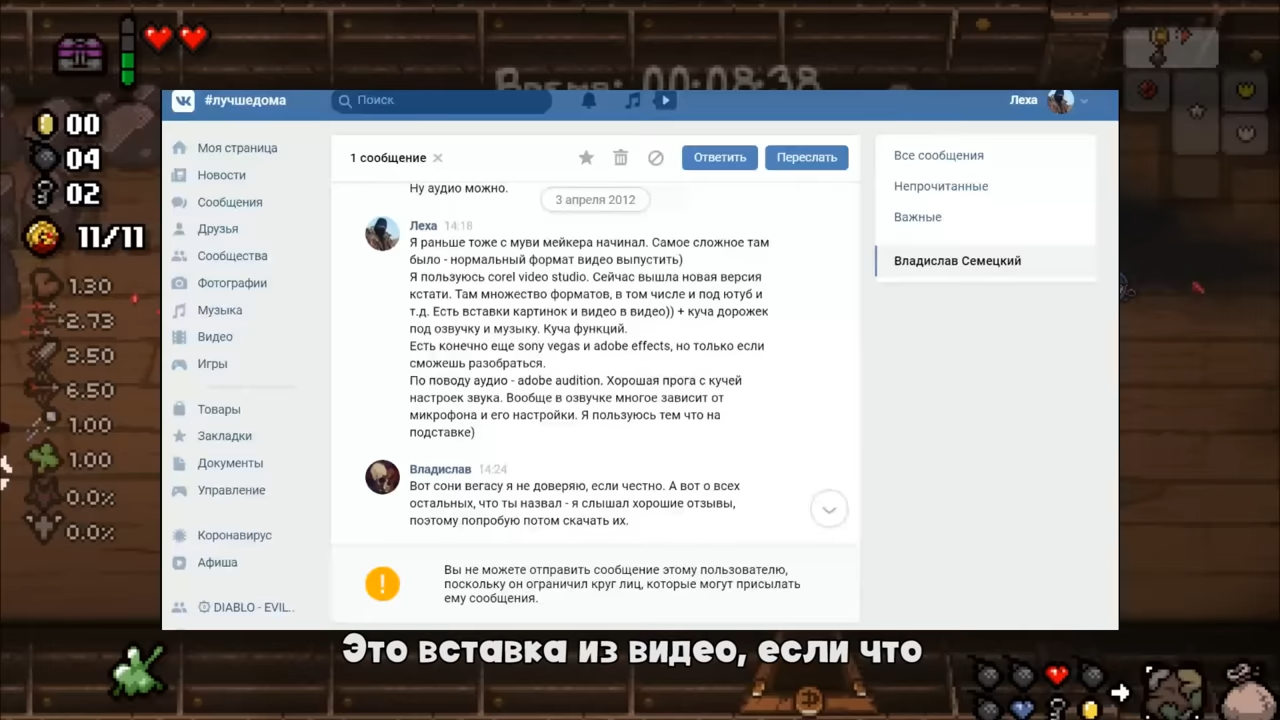 Время: 00:08:38
00
04
02
11/11
1.30
2.73
3.50
6.50
1.00
1.00
0.0%
0.0%
#лучшедома
Поиск
Леха
Моя страница
Новости
Сообщения
Друзья
Сообщества
Фотографии
Музыка
Видео
Игры
Товары
Закладки
Документы
Управление
Коронавирус
Афиша
DIABLO - EVIL..
1 сообщение
Ответить
Переслать
Ну аудио можно.
3 апреля 2012
Леха 14:18
Я раньше тоже с муви мейкера начинал. Самое сложное там
было - нормальный формат видео выпустить)
Я пользуюсь corel video studio. Сейчас вышла новая версия
кстати. Там множество форматов, в том числе и под ютуб и
т.д. Есть вставки картинок и видео в видео)) + куча дорожек
под озвучку и музыку. Куча функций.
Есть конечно еще sony vegas и adobe effects, но только если
сможешь разобраться.
По поводу аудио - adobe audition. Хорошая прога с кучей
настроек звука. Вообще в озвучке многое зависит от
микрофона и его настройки. Я пользуюсь тем что на
подставке)
Владислав 14:24
Вот сони вегасу я не доверяю, если честно. А вот о всех
остальных, что ты назвал - я слышал хорошие отзывы,
поэтому попробую потом скачать их.
Вы не можете отправить сообщение этому пользователю,
поскольку он ограничил круг лиц, которые могут присылать
ему сообщения.
Все сообщения
Непрочитанные
Важные
Владислав Семецкий
Это вставка из видео, если что